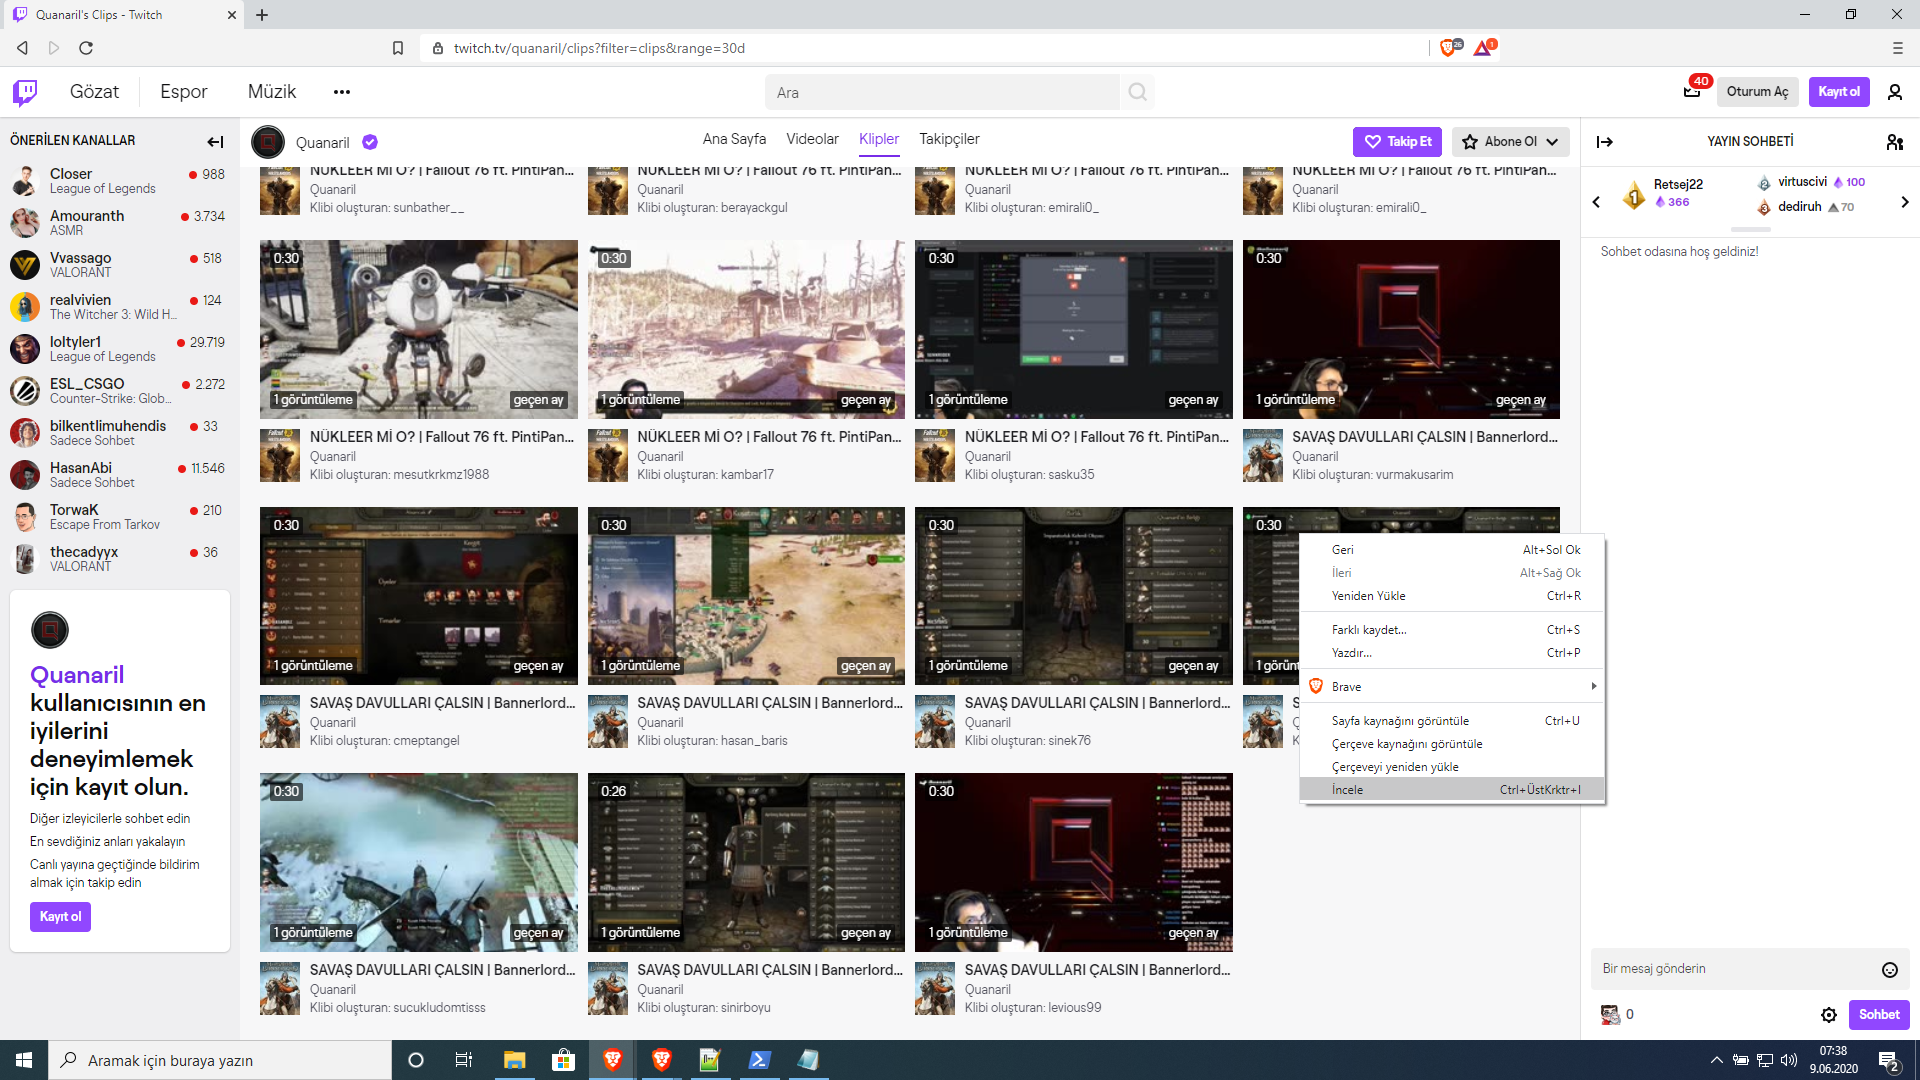 Quanaril's Clips - Twitch
twitch.tv/quanaril/clips?filter=clips&range=30d
26
1
Gözat
Espor
Müzik
Ara
40
Oturum Aç
Kayıt ol
ÖNERİLEN KANALLAR
Closer
988
League of Legends
Amouranth
3.734
ASMR
Vvassago
518
VALORANT
realvivien
124
The Witcher 3: Wild H...
loltyler1
29.719
League of Legends
ESL_CSGO
2.272
Counter-Strike: Glob...
bilkentlimuhendis
33
Sadece Sohbet
HasanAbi
11.546
Sadece Sohbet
TorwaK
210
Escape From Tarkov
thecadyyx
36
VALORANT
Quanaril
kullanıcısının en
iyilerini
deneyimlemek
için kayıt olun.
Diğer izleyicilerle sohbet edin
En sevdiğiniz anları yakalayın
Canlı yayına geçtiğinde bildirim
almak için takip edin
Kayıt ol
Quanaril
Ana Sayfa
Videolar
Klipler
Takipçiler
Takip Et
Abone Ol
NÜKLEER Mİ O? | Fallout 76 ft. PintiPan...
Quanaril
Klibi oluşturan: sunbather__
NÜKLEER Mİ O? | Fallout 76 ft. PintiPan...
Quanaril
Klibi oluşturan: berayackgul
NÜKLEER Mİ O? | Fallout 76 ft. PintiPan...
Quanaril
Klibi oluşturan: emirali0_
NÜKLEER Mİ O? | Fallout 76 ft. PintiPan...
Quanaril
Klibi oluşturan: emirali0_
0:30
1 görüntüleme
geçen ay
NÜKLEER Mİ O? | Fallout 76 ft. PintiPan...
Quanaril
Klibi oluşturan: mesutkrkmz1988
0:30
1 görüntüleme
geçen ay
NÜKLEER Mİ O? | Fallout 76 ft. PintiPan...
Quanaril
Klibi oluşturan: kambar17
0:30
1 görüntüleme
geçen ay
NÜKLEER Mİ O? | Fallout 76 ft. PintiPan...
Quanaril
Klibi oluşturan: sasku35
0:30
1 görüntüleme
geçen ay
SAVAŞ DAVULLARI ÇALSIN | Bannerlord...
Quanaril
Klibi oluşturan: vurmakusarim
0:30
1 görüntüleme
geçen ay
SAVAŞ DAVULLARI ÇALSIN | Bannerlord...
Quanaril
Klibi oluşturan: cmeptangel
0:30
1 görüntüleme
geçen ay
SAVAŞ DAVULLARI ÇALSIN | Bannerlord...
Quanaril
Klibi oluşturan: hasan_baris
0:30
1 görüntüleme
geçen ay
SAVAŞ DAVULLARI ÇALSIN | Bannerlord...
Quanaril
Klibi oluşturan: sinek76
0:30
1 görünt
S
Q
K
0:30
1 görüntüleme
geçen ay
SAVAŞ DAVULLARI ÇALSIN | Bannerlord...
Quanaril
Klibi oluşturan: sucukludomtisss
0:26
1 görüntüleme
geçen ay
SAVAŞ DAVULLARI ÇALSIN | Bannerlord...
Quanaril
Klibi oluşturan: sinirboyu
0:30
1 görüntüleme
geçen ay
SAVAŞ DAVULLARI ÇALSIN | Bannerlord...
Quanaril
Klibi oluşturan: levious99
Geri Alt+Sol Ok
İleri Alt+Sağ Ok
Yeniden Yükle Ctrl+R
Farklı kaydet... Ctrl+S
Yazdır... Ctrl+P
Brave
Sayfa kaynağını görüntüle Ctrl+U
Çerçeve kaynağını görüntüle
Çerçeveyi yeniden yükle
İncele Ctrl+ÜstKrktr+I
YAYIN SOHBETİ
1
Retsej22
366
2
virtuscivi
100
3
dediruh
70
Sohbet odasına hoş geldiniz!
Bir mesaj gönderin
0
Sohbet
Aramak için buraya yazın
07:38
9.06.2020
2